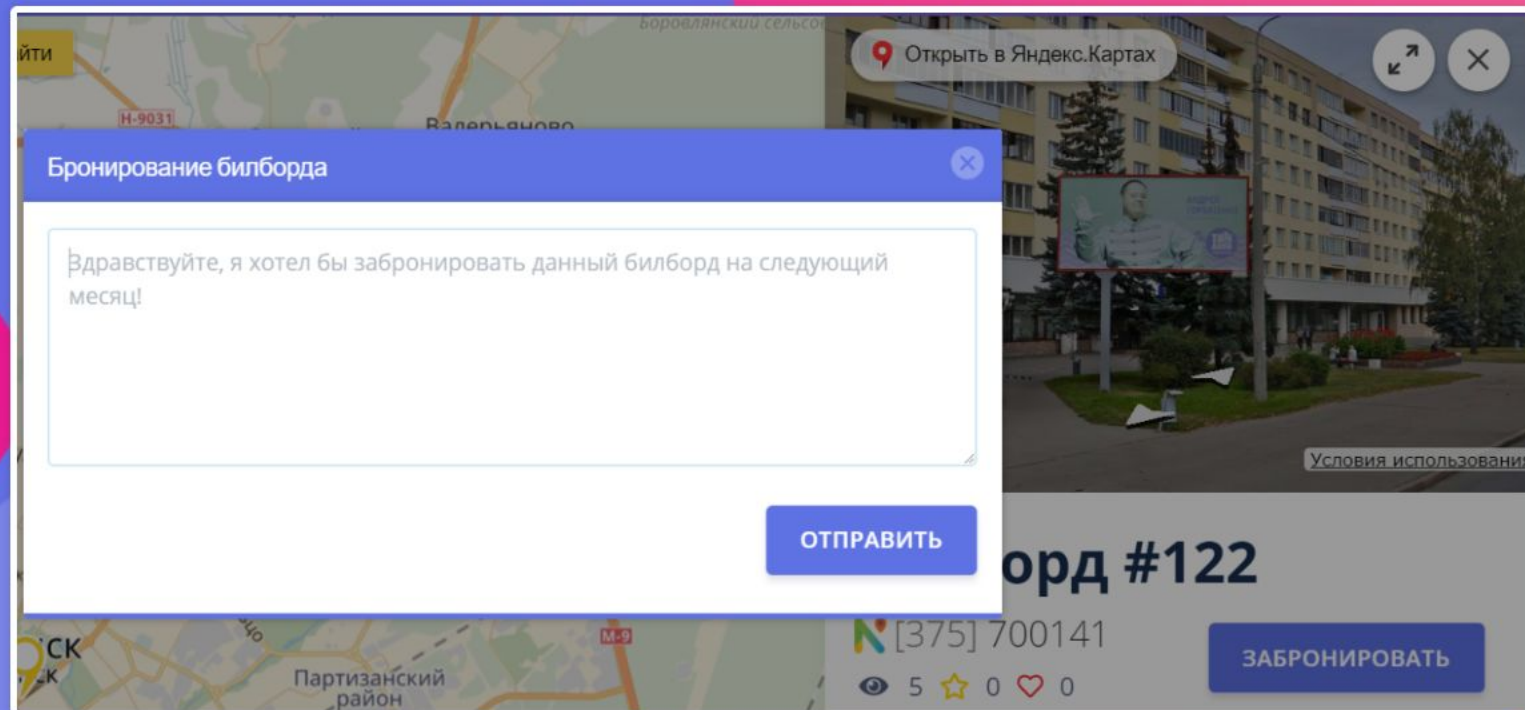 Боровлянский сельсо
йти
Открыть в Яндекс.Картах
Н-9031
Валерьяново
Бронирование билборда
Здравствуйте, я хотел бы забронировать данный билборд на следующий
месяц!
Условия использования
ОТПРАВИТЬ
орд #122
М-9
[375] 700141
ЗАБРОНИРОВАТЬ
СК
Партизанский
район
5 0 0